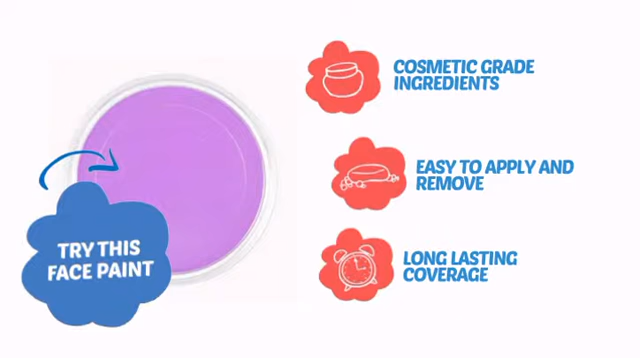 COSMETIC GRADE
INGREDIENTS
EASY TO APPLY AND
REMOVE
LONG LASTING
COVERAGE
TRY THIS
FACE PAINT